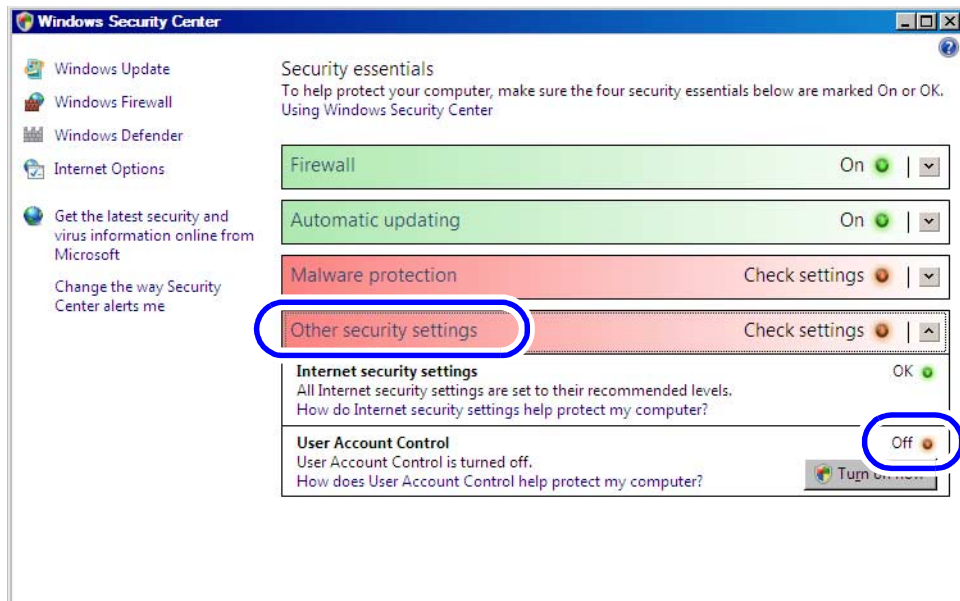 Windows Security Center
Windows Update
Windows Firewall
Windows Defender
Internet Options
Get the latest security and
virus information online from
Microsoft
Change the way Security
Center alerts me
Security essentials
To help protect your computer, make sure the four security essentials below are marked On or OK.
Using Windows Security Center
Firewall On
Automatic updating On
Malware protection Check settings
Other security settings Check settings
Internet security settings OK
All Internet security settings are set to their recommended levels.
How do Internet security settings help protect my computer?
User Account Control Off
User Account Control is turned off.
How does User Account Control help protect my computer?
Turn on now